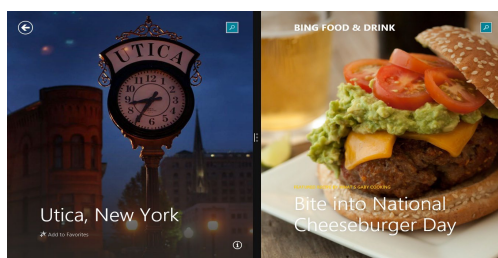 UTICA
Utica, New York
Add to Favorites
BING FOOD & DRINK
Bite into National
Cheeseburger Day